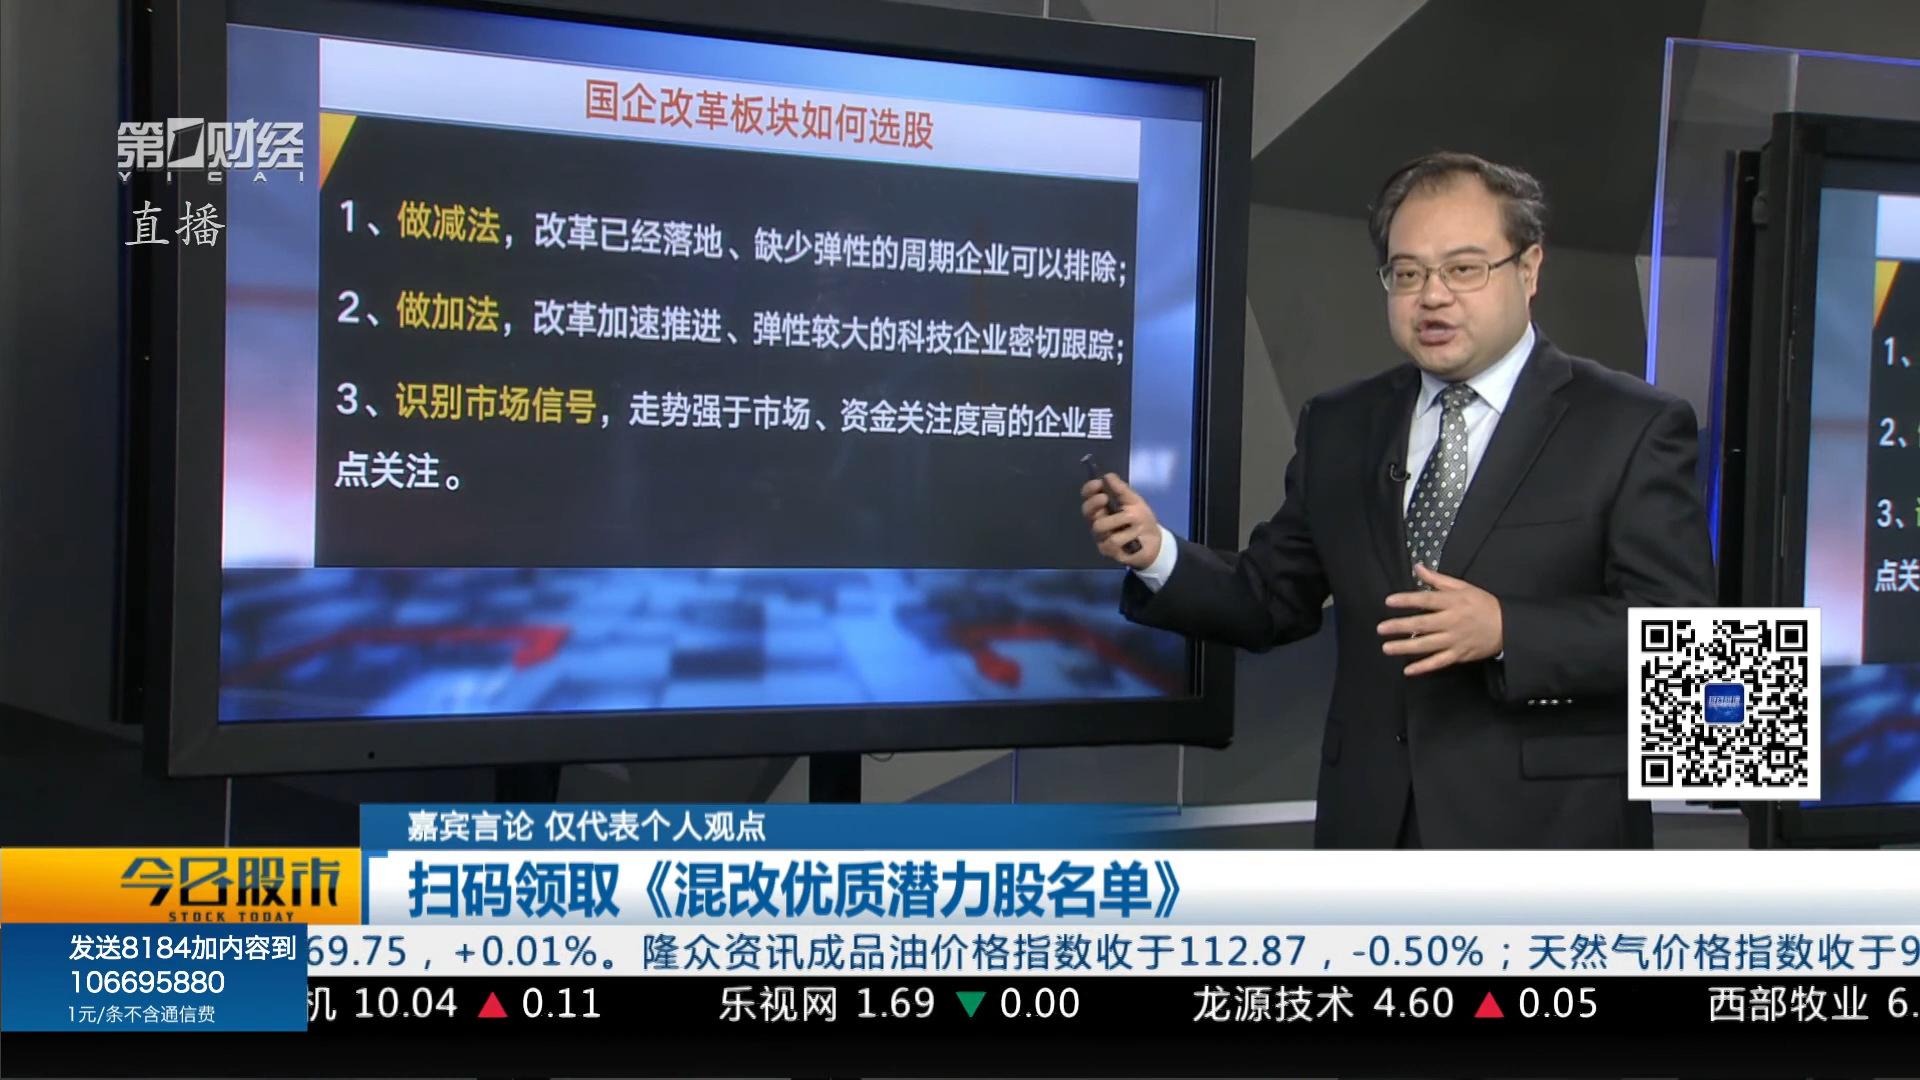 国企改革板块如何选股
第一财经
YICAI
直播
1、做减法，改革已经落地、缺少弹性的周期企业可以排除；
2、做加法，改革加速推进、弹性较大的科技企业密切跟踪；
3、识别市场信号，走势强于市场、资金关注度高的企业重
点关注。
1、
2、
3、
点关
嘉宾言论 仅代表个人观点
今日股市
STOCK TODAY
扫码领取《混改优质潜力股名单》
发送8184加内容到
106695880
1元/条不含通信费
69.75，+0.01%。隆众资讯成品油价格指数收于112.87，-0.50%；天然气价格指数收于9
机 10.04 ▲ 0.11 乐视网 1.69 ▼ 0.00 龙源技术 4.60 ▲ 0.05 西部牧业 6.